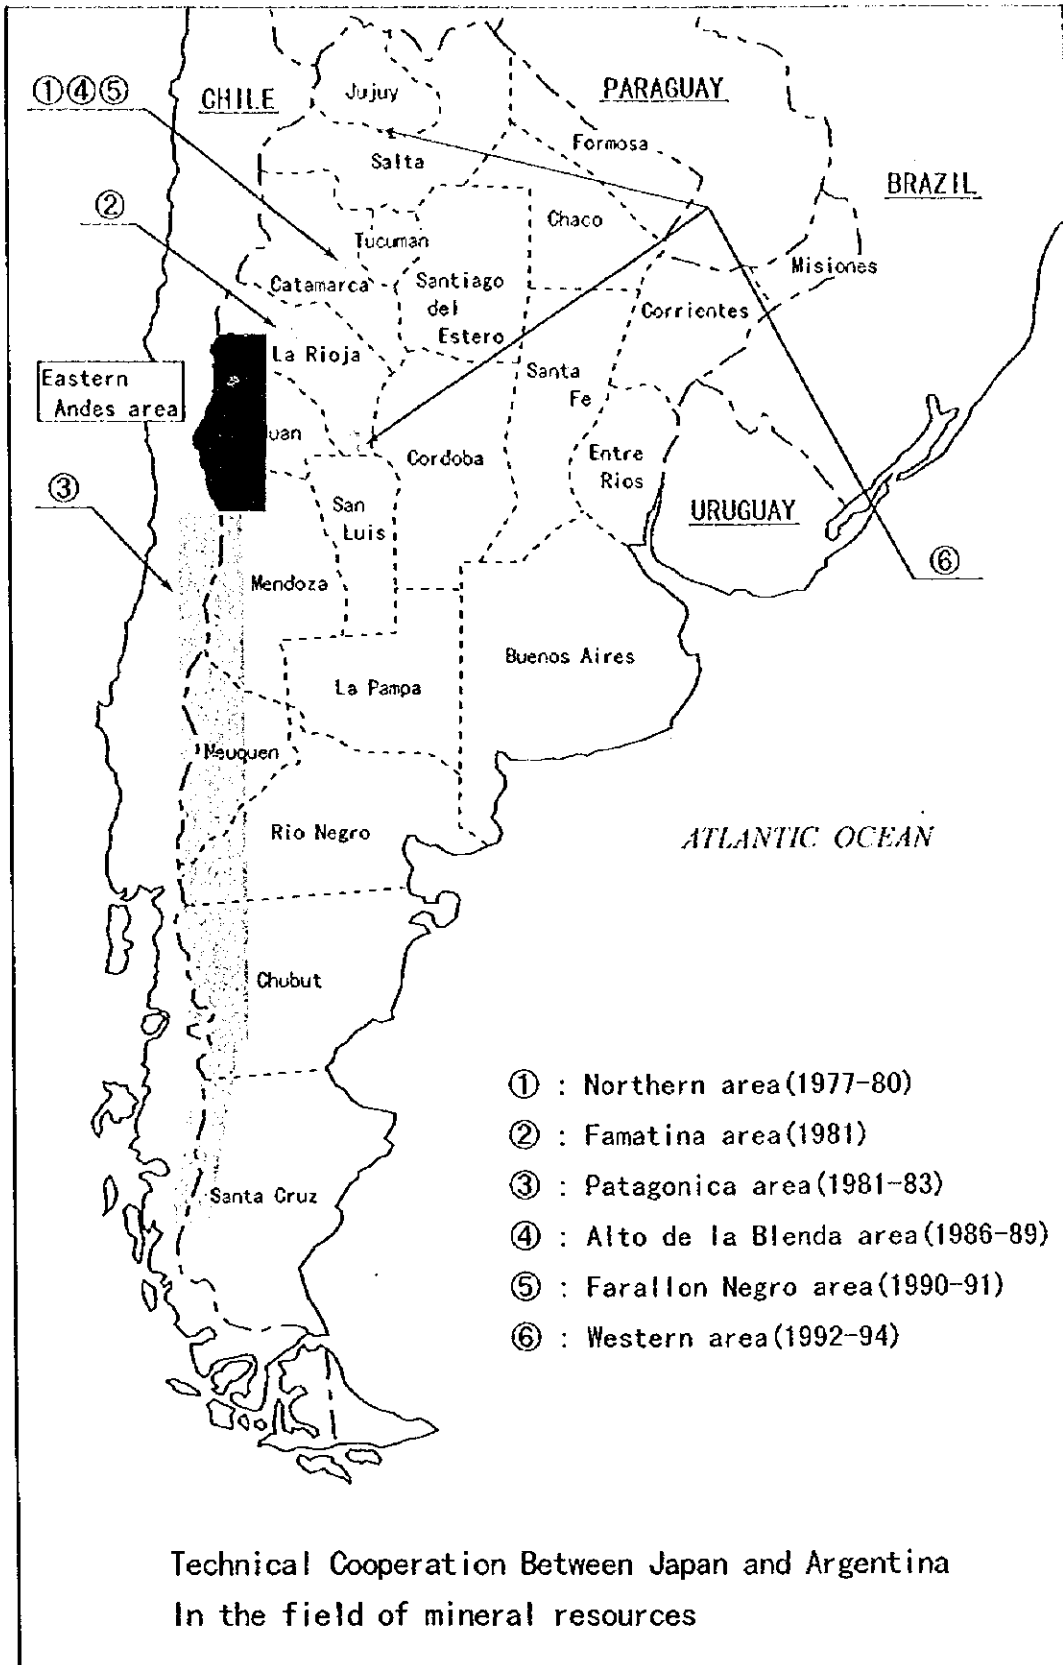 ①④⑤
CHILE
Jujuy
PARAGUAY
Formosa
Salta
BRAZIL
②
Chaco
Tucuman
Misiones
Catamarca
Santiago
del
Estero
Corrientes
La Rioja
Eastern
Andes area
Santa
Fe
uan
Cordoba
Entre
Rios
③
San
Luis
URUGUAY
⑥
Mendoza
Buenos Aires
La Pampa
Neuquen
Rio Negro
ATLANTIC OCEAN
Chubut
Santa Cruz
① : Northern area(1977-80)
② : Famatina area(1981)
③ : Patagonica area(1981-83)
④ : Alto de la Blenda area(1986-89)
⑤ : Farallon Negro area(1990-91)
⑥ : Western area(1992-94)
Technical Cooperation Between Japan and Argentina
In the field of mineral resources